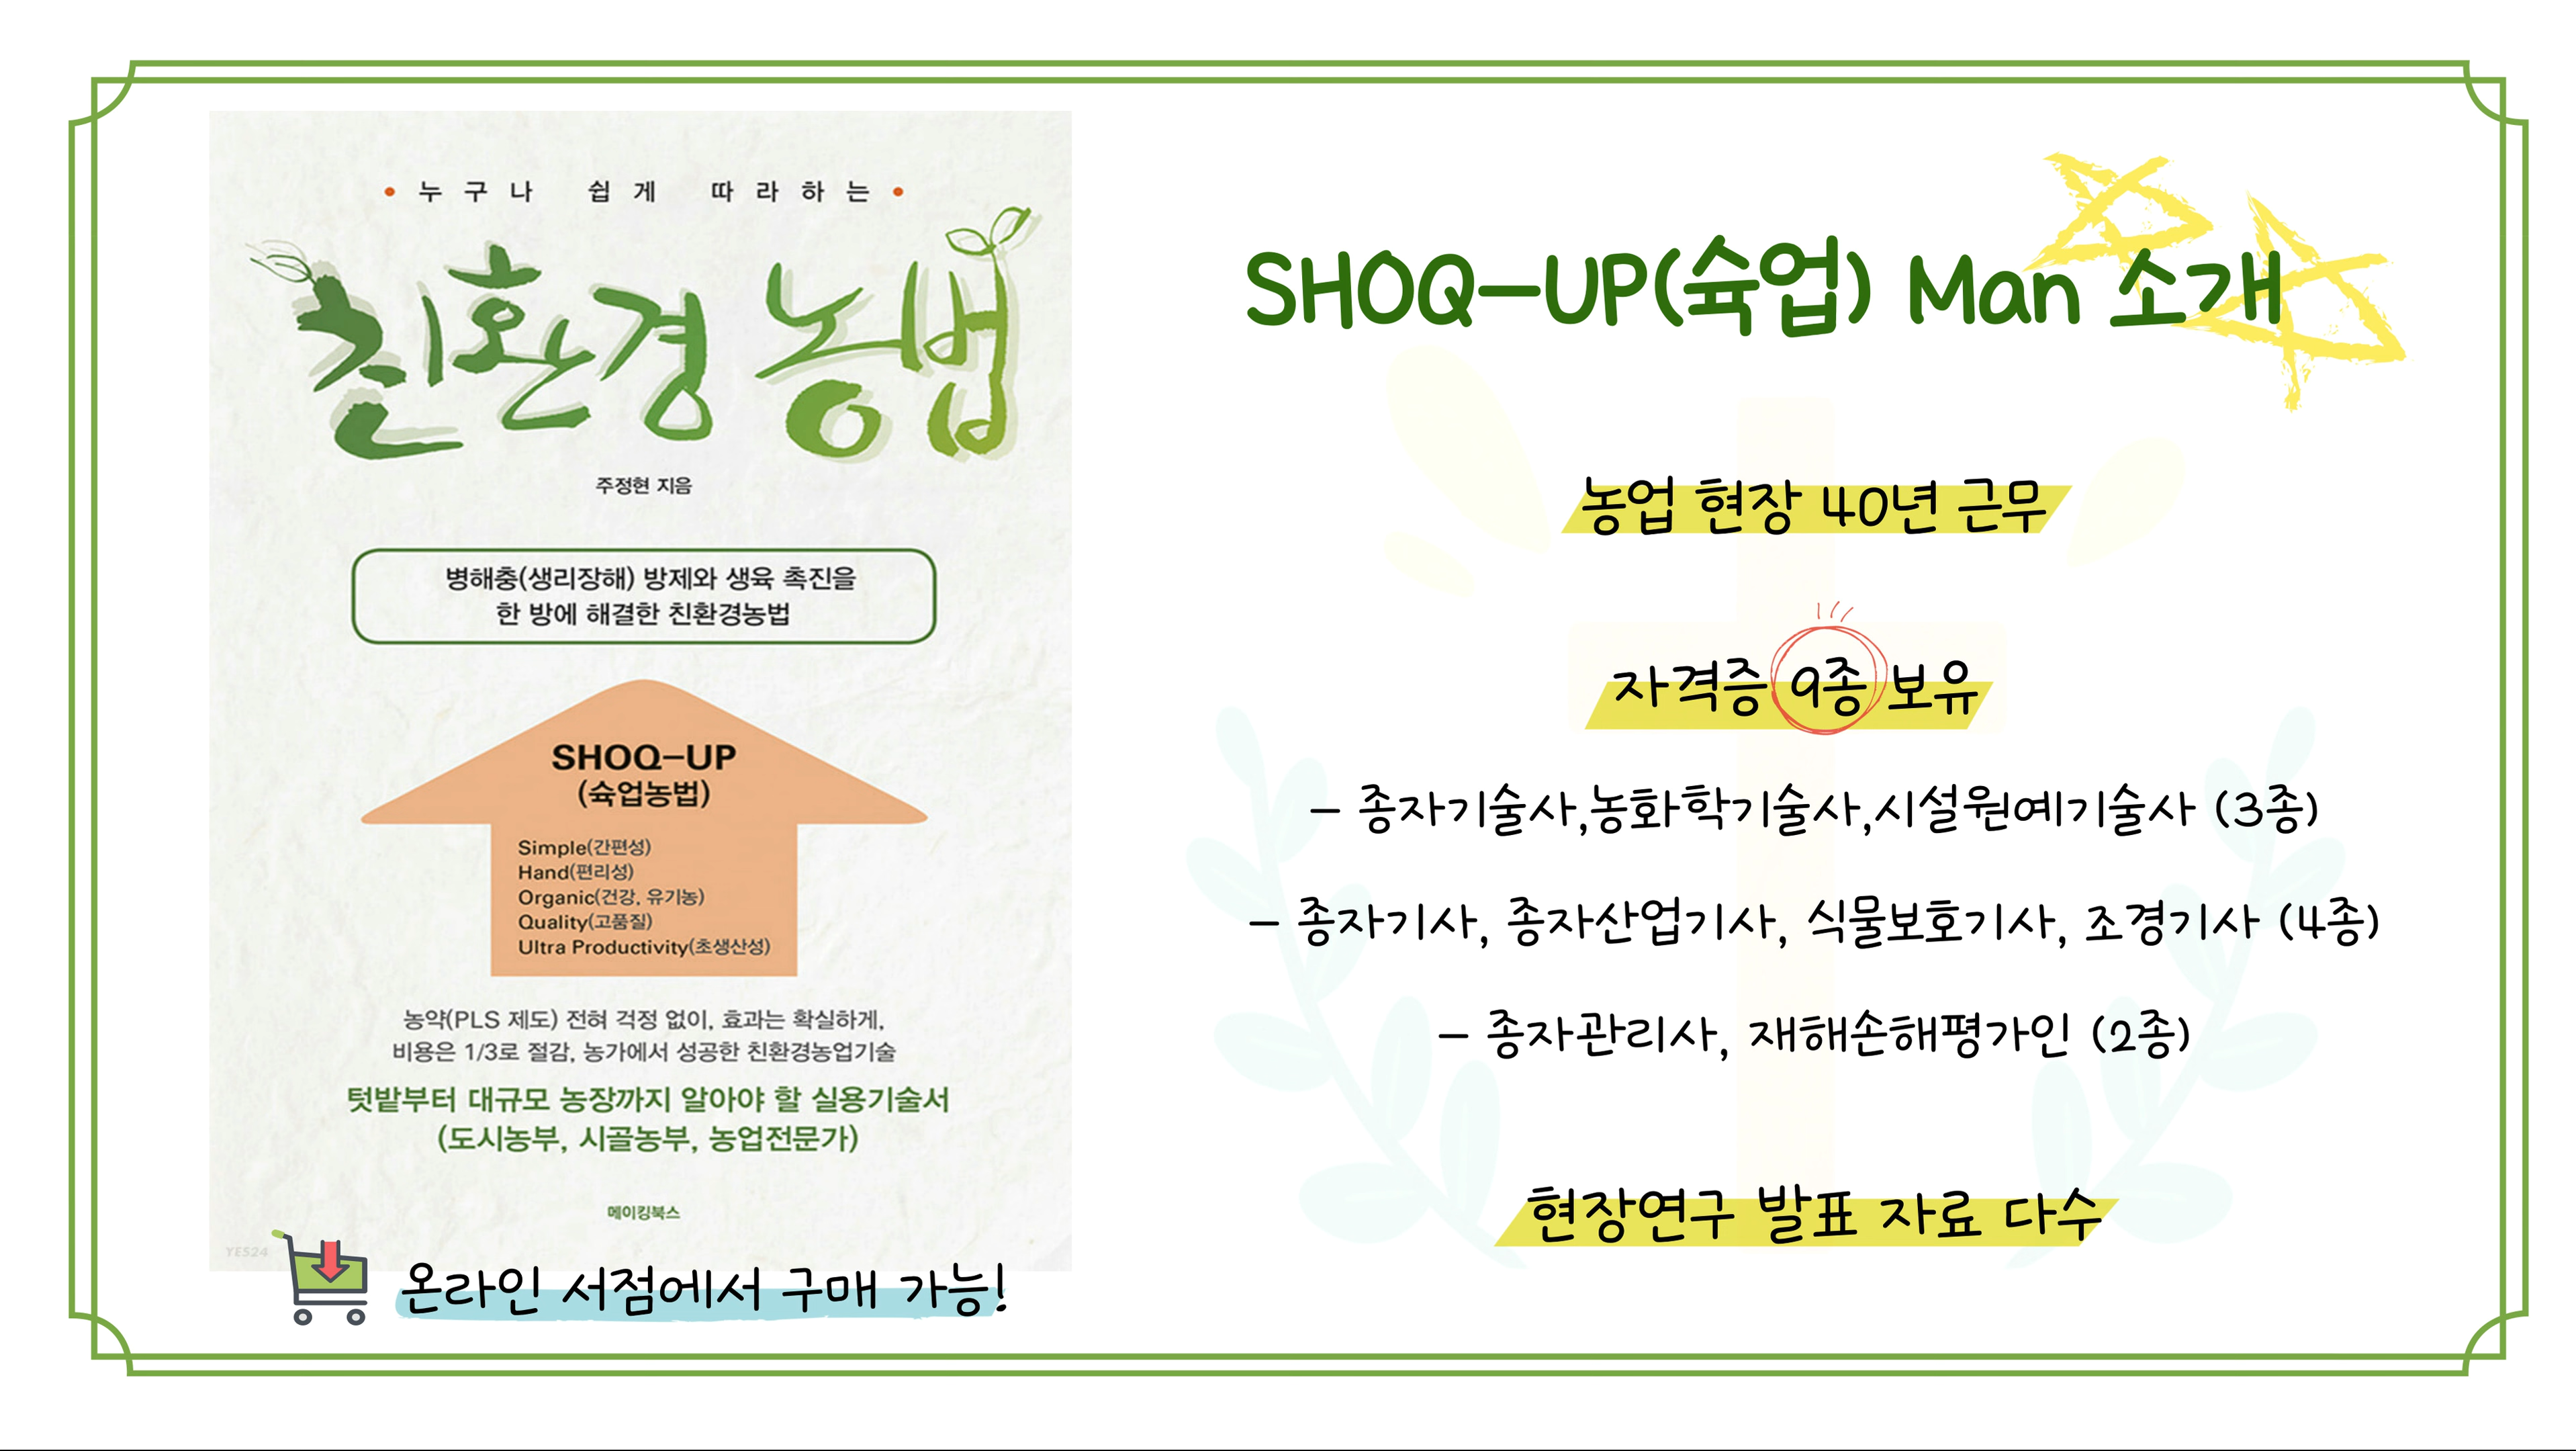 • 누구나 쉽게 따라하는 •
친환경 농법
주정현 지음
병해충(생리장해) 방제와 생육 촉진을
한 방에 해결한 친환경농법
SHOQ-UP
(슉업농법)
Simple(간편성)
Hand(편리성)
Organic(건강, 유기농)
Quality(고품질)
Ultra Productivity(초생산성)
농약(PLS 제도) 전혀 걱정 없이, 효과는 확실하게,
비용은 1/3로 절감, 농가에서 성공한 친환경농업기술
텃밭부터 대규모 농장까지 알아야 할 실용기술서
(도시농부, 시골농부, 농업전문가)
메이킹북스
YES24
온라인 서점에서 구매 가능!
SHOQ-UP(슉업) Man 소개
농업 현장 40년 근무
자격증 9종 보유
- 종자기술사,농화학기술사,시설원예기술사 (3종)
- 종자기사, 종자산업기사, 식물보호기사, 조경기사 (4종)
- 종자관리사, 재해손해평가인 (2종)
현장연구 발표 자료 다수